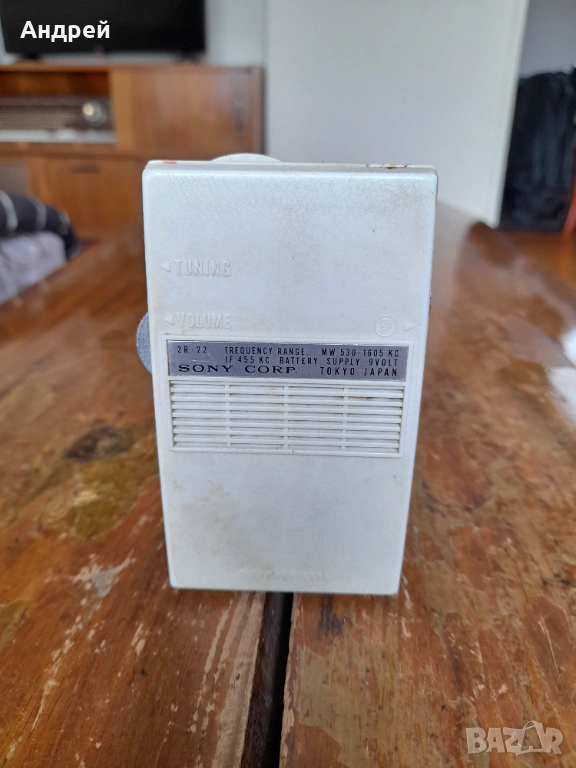 Андрей
TUNING
VOLUME
2R-22 FREQUENCY RANGE. MW 530-1605 KC
IF. 455 KC BATTERY SUPPLY 9VOLT
SONY CORP. TOKYO-JAPAN
BAZAR